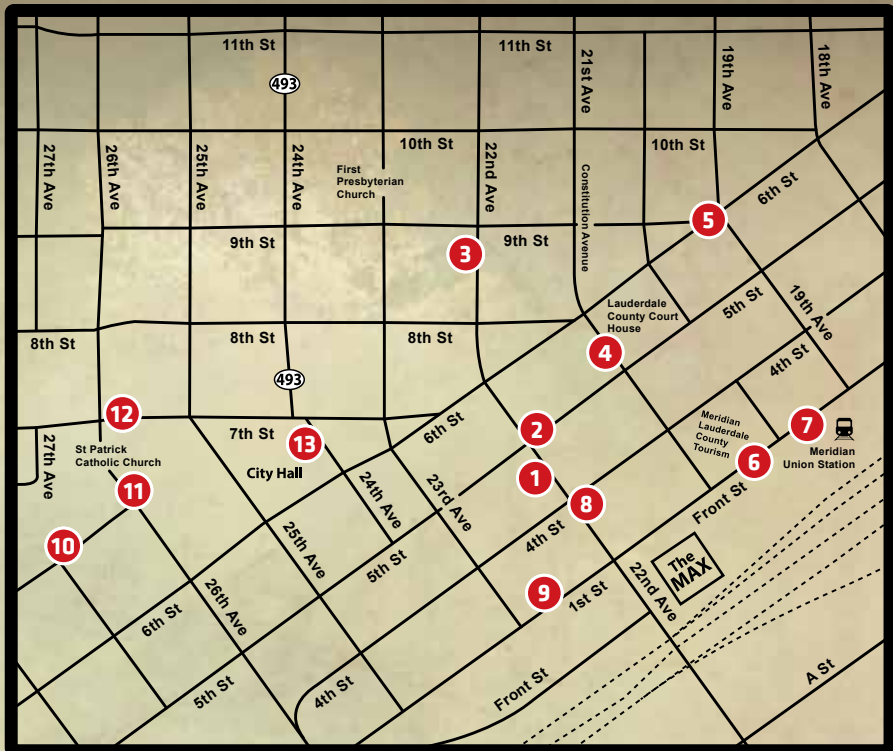 11th St
11th St
493
21st Ave
19th Ave
18th Ave
27th Ave
26th Ave
25th Ave
24th Ave
10th St
22nd Ave
10th St
First
Presbyterian
Church
Constitution Avenue
6th St
5
9th St
3
9th St
19th Ave
Lauderdale
County Court
House
5th St
8th St
8th St
8th St
4
493
4th St
12
7th St
13
6th St
2
Meridian
Lauderdale
County
Tourism
7
Meridian
Union Station
27th Ave
St Patrick
Catholic Church
City Hall
24th Ave
23rd Ave
1
6
11
8
Front St
10
25th Ave
5th St
4th St
The
MAX
9
1st St
22nd Ave
6th St
26th Ave
5th St
4th St
Front St
A St